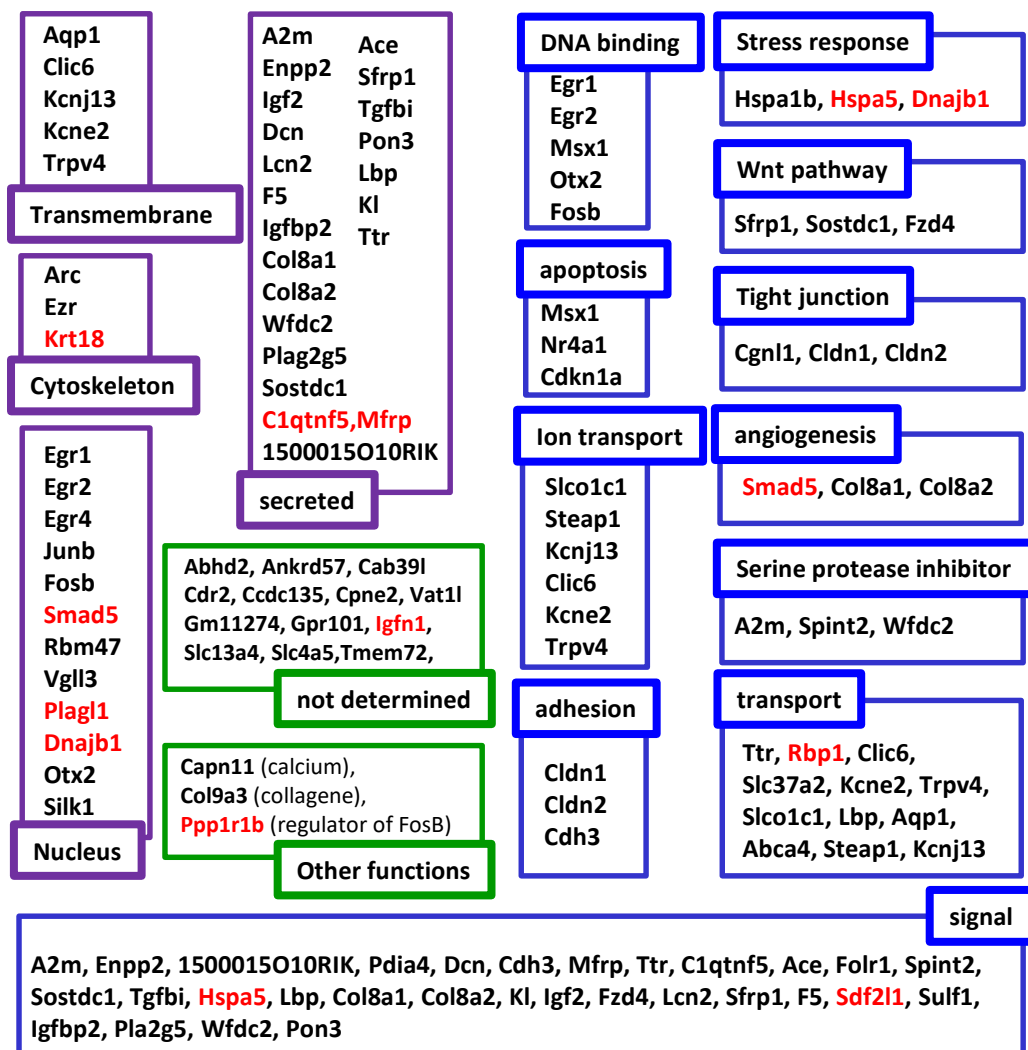 Aqp1
Clic6
Kcnj13
Kcne2
Trpv4
Transmembrane
Arc
Ezr
Krt18
Cytoskeleton
Egr1
Egr2
Egr4
Junb
Fosb
Smad5
Rbm47
Vgll3
Plagl1
Dnajb1
Otx2
Silk1
Nucleus
A2m
Enpp2
Igf2
Dcn
Lcn2
F5
Igfbp2
Col8a1
Col8a2
Wfdc2
Plag2g5
Sostdc1
C1qtnf5,Mfrp
1500015O10RIK
Ace
Sfrp1
Tgfbi
Pon3
Lbp
Kl
Ttr
secreted
Abhd2, Ankrd57, Cab39l
Cdr2, Ccdc135, Cpne2, Vat1l
Gm11274, Gpr101, Igfn1,
Slc13a4, Slc4a5,Tmem72,
not determined
Capn11 (calcium),
Col9a3 (collagene),
Ppp1r1b (regulator of FosB)
Other functions
DNA binding
Egr1
Egr2
Msx1
Otx2
Fosb
apoptosis
Msx1
Nr4a1
Cdkn1a
Ion transport
Slco1c1
Steap1
Kcnj13
Clic6
Kcne2
Trpv4
adhesion
Cldn1
Cldn2
Cdh3
Stress response
Hspa1b, Hspa5, Dnajb1
Wnt pathway
Sfrp1, Sostdc1, Fzd4
Tight junction
Cgnl1, Cldn1, Cldn2
angiogenesis
Smad5, Col8a1, Col8a2
Serine protease inhibitor
A2m, Spint2, Wfdc2
transport
Ttr, Rbp1, Clic6,
Slc37a2, Kcne2, Trpv4,
Slco1c1, Lbp, Aqp1,
Abca4, Steap1, Kcnj13
signal
A2m, Enpp2, 1500015O10RIK, Pdia4, Dcn, Cdh3, Mfrp, Ttr, C1qtnf5, Ace, Folr1, Spint2,
Sostdc1, Tgfbi, Hspa5, Lbp, Col8a1, Col8a2, Kl, Igf2, Fzd4, Lcn2, Sfrp1, F5, Sdf2l1, Sulf1,
Igfbp2, Pla2g5, Wfdc2, Pon3